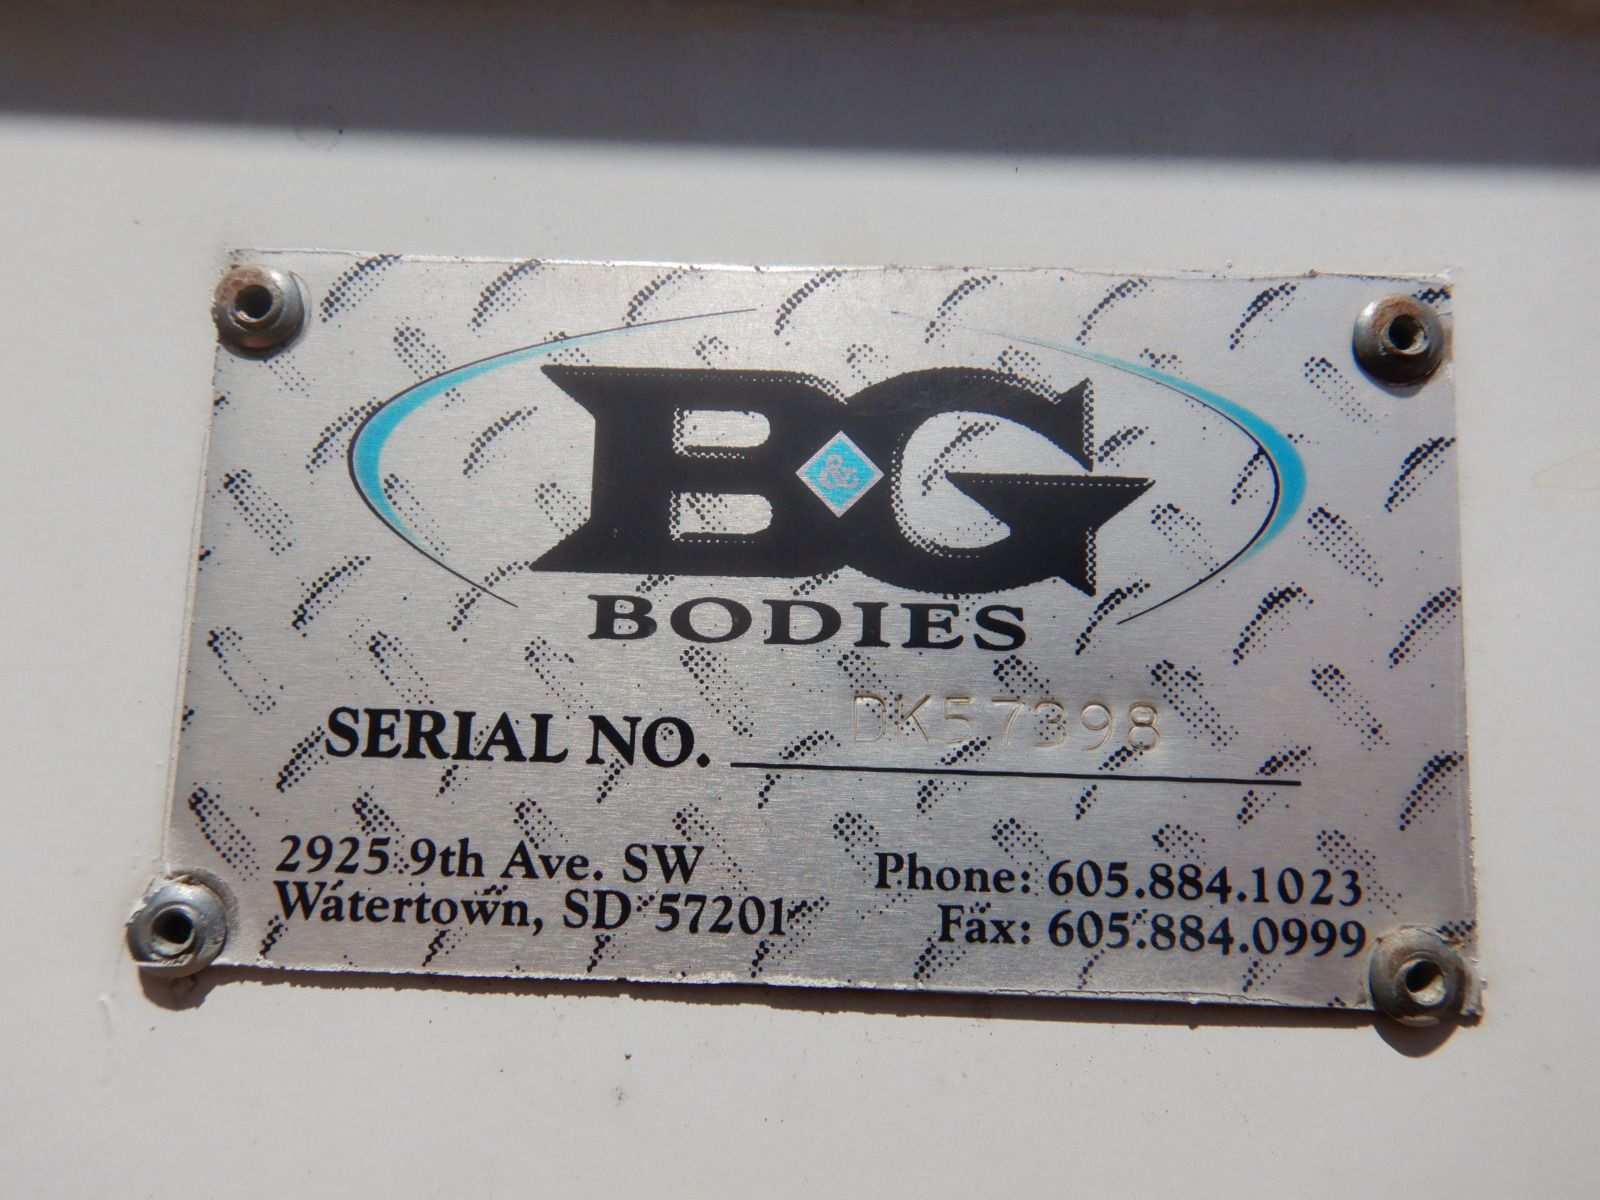 B&G
BODIES
SERIAL NO. DK57398
2925 9th Ave. SW
Watertown, SD 57201
Phone: 605.884.1023
Fax: 605.884.0999